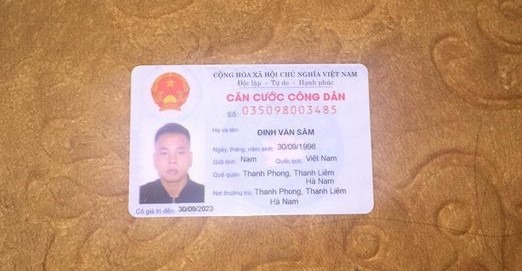 CỘNG HÒA XÃ HỘI CHỦ NGHĨA VIỆT NAM
Độc lập - Tự do - Hạnh phúc
CĂN CƯỚC CÔNG DÂN
Số: 035098003485
Họ và tên:
ĐINH VĂN SÂM
Ngày, tháng, năm sinh: 30/09/1998
Giới tính: Nam Quốc tịch: Việt Nam
Quê quán: Thanh Phong, Thanh Liêm
Hà Nam
Nơi thường trú: Thanh Phong, Thanh Liêm
Hà Nam
Có giá trị đến: 30/09/2023